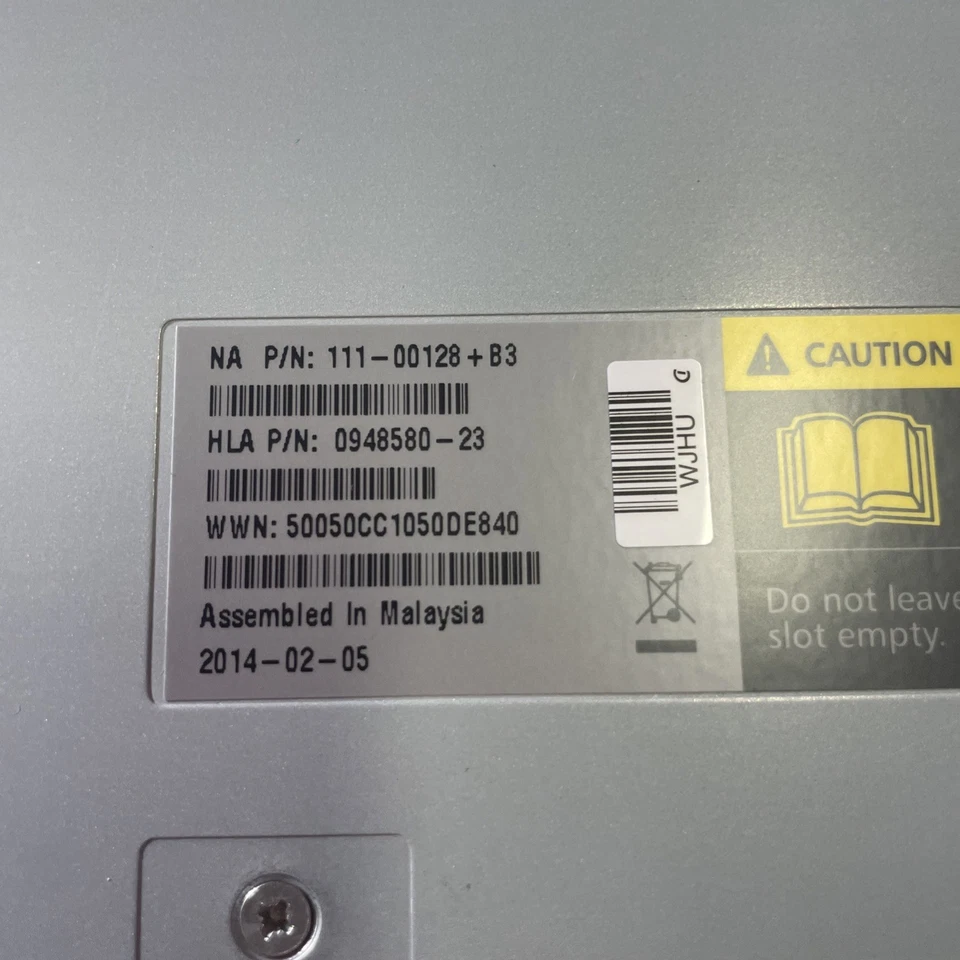 NA P/N: 111-00128+B3
HLA P/N: 0948580-23
WWN: 50050CC1050DE840
Assembled In Malaysia
2014-02-05
WJHU
CAUTION
Do not leave
slot empty.